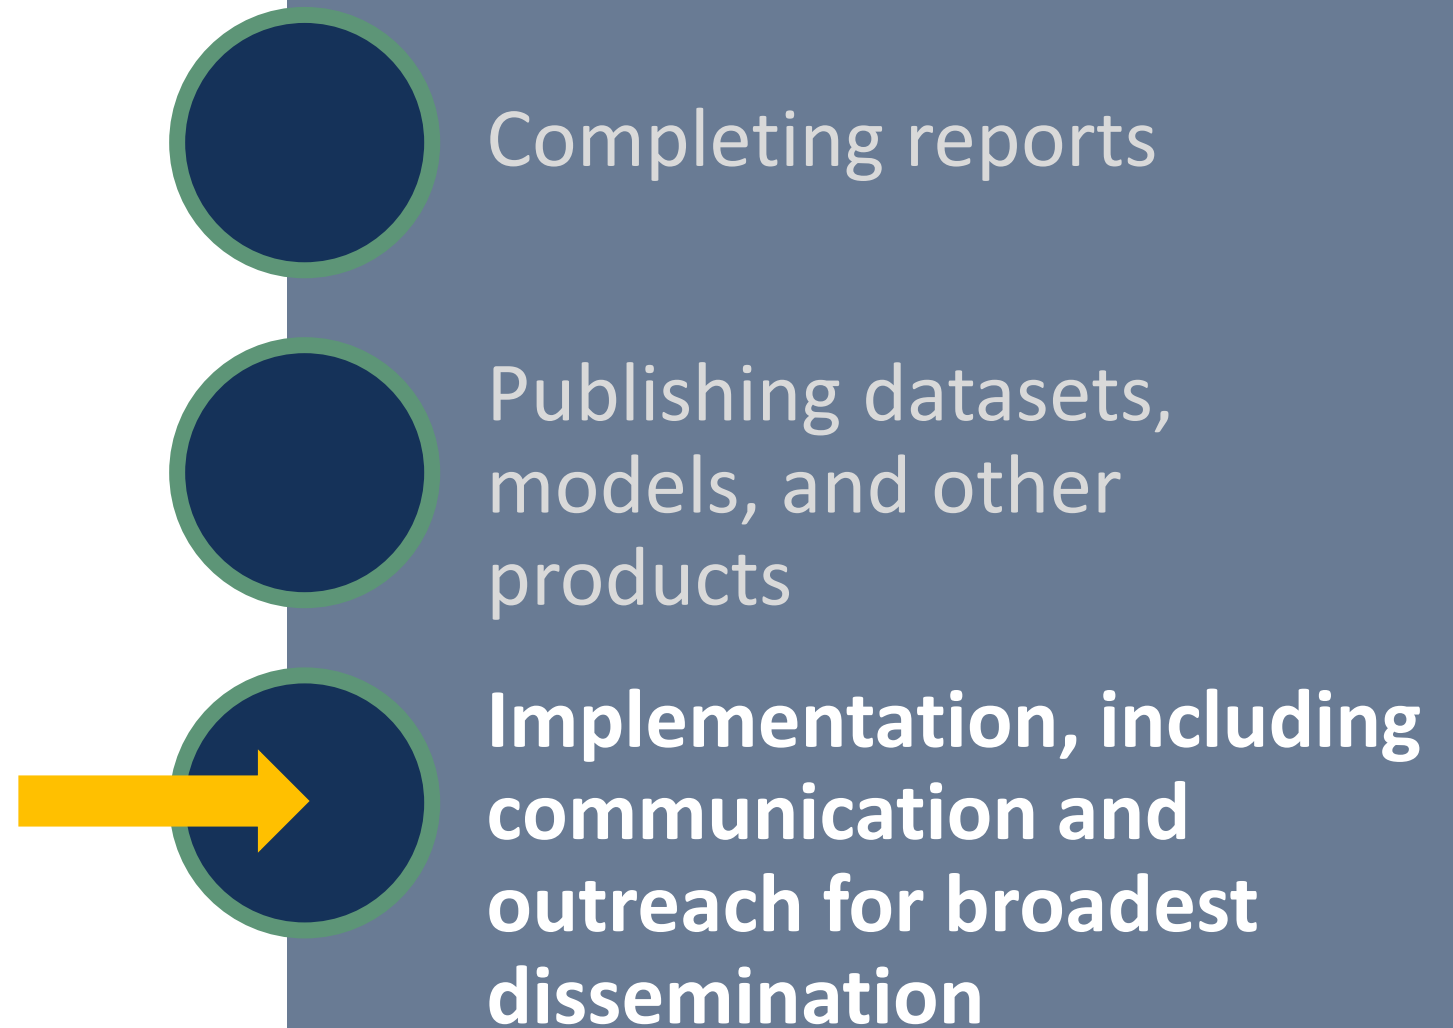 Completing reports
Publishing datasets,
models, and other
products
Implementation, including
communication and
outreach for broadest
dissemination